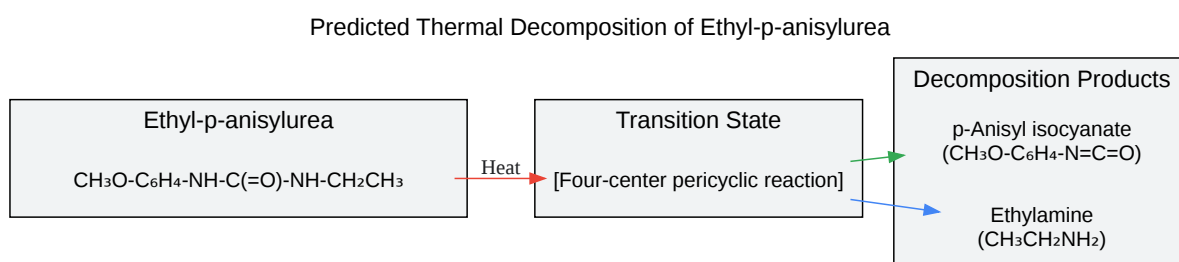 Predicted Thermal Decomposition of Ethyl-p-anisylurea
Ethyl-p-anisylurea
CH₃O-C₆H₄-NH-C(=O)-NH-CH₂CH₃
Heat
Transition State
[Four-center pericyclic reaction]
Decomposition Products
p-Anisyl isocyanate
(CH₃O-C₆H₄-N=C=O)
Ethylamine
(CH₃CH₂NH₂)